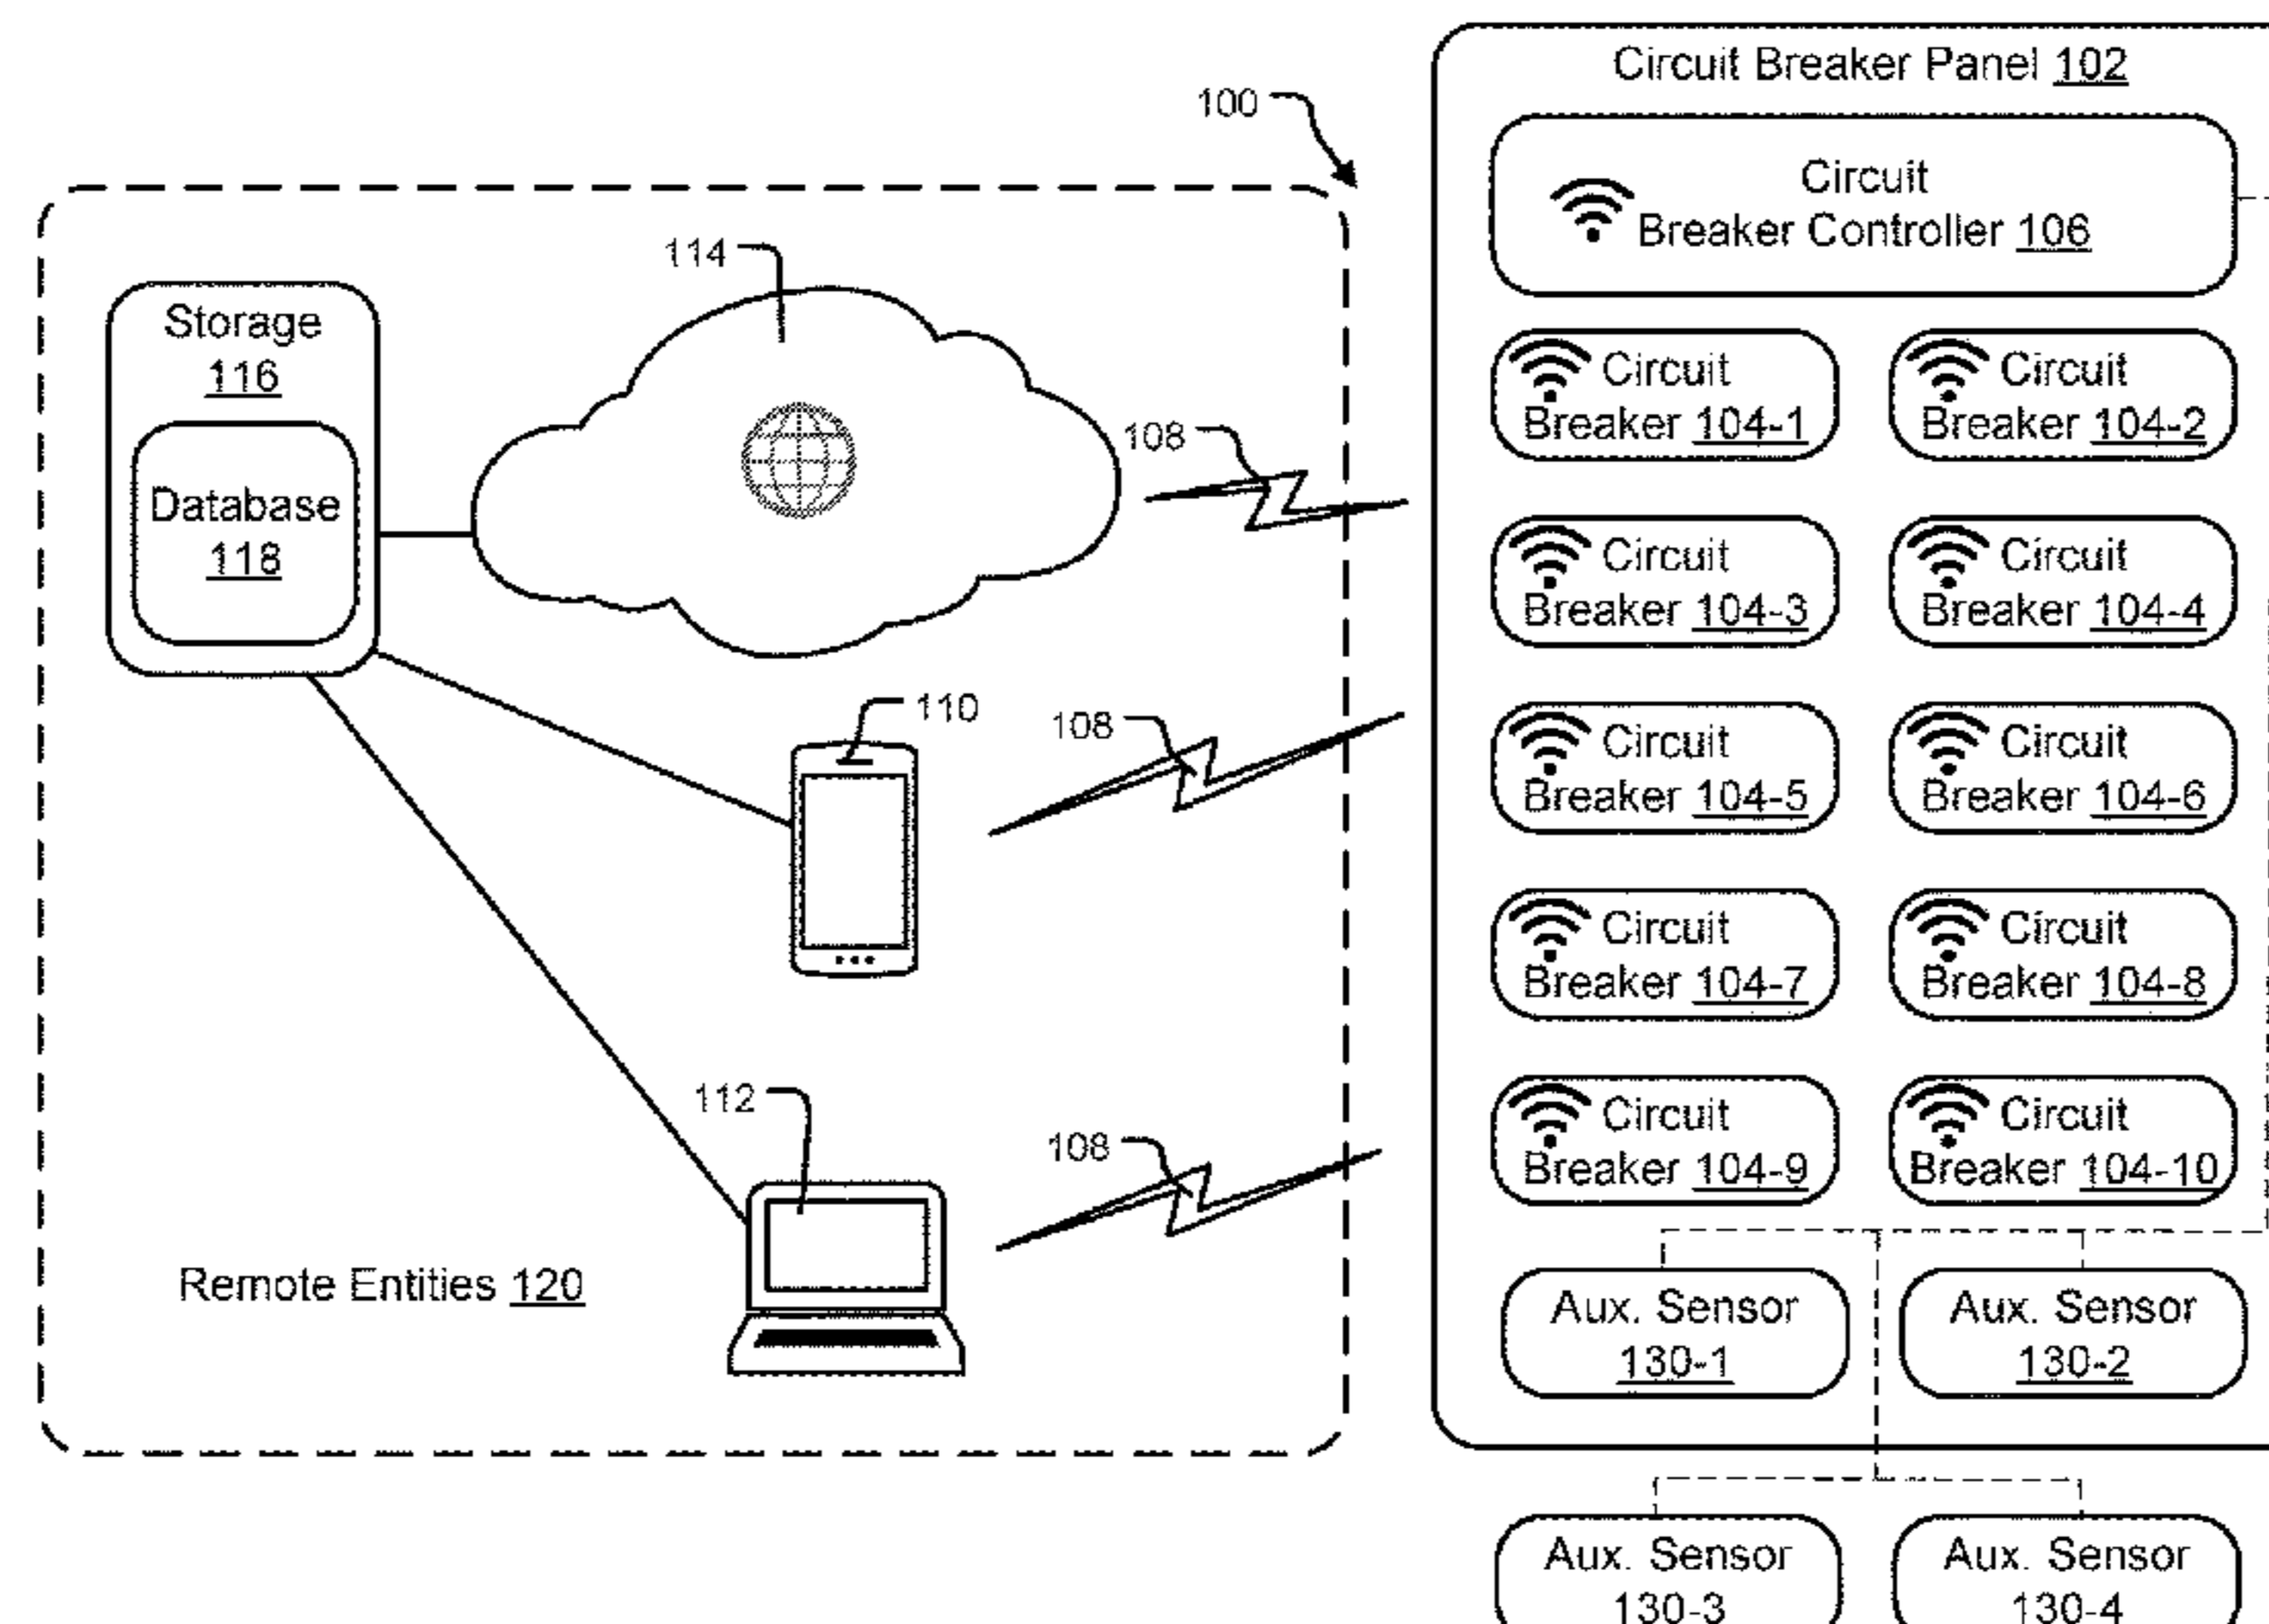 100
114
Storage
116
Database
118
108
110
108
112
108
Remote Entities 120
Circuit Breaker Panel 102
Circuit
Breaker Controller 106
Circuit
Breaker 104-1
Circuit
Breaker 104-2
Circuit
Breaker 104-3
Circuit
Breaker 104-4
Circuit
Breaker 104-5
Circuit
Breaker 104-6
Circuit
Breaker 104-7
Circuit
Breaker 104-8
Circuit
Breaker 104-9
Circuit
Breaker 104-10
Aux. Sensor
130-1
Aux. Sensor
130-2
Aux. Sensor
130-3
Aux. Sensor
130-4